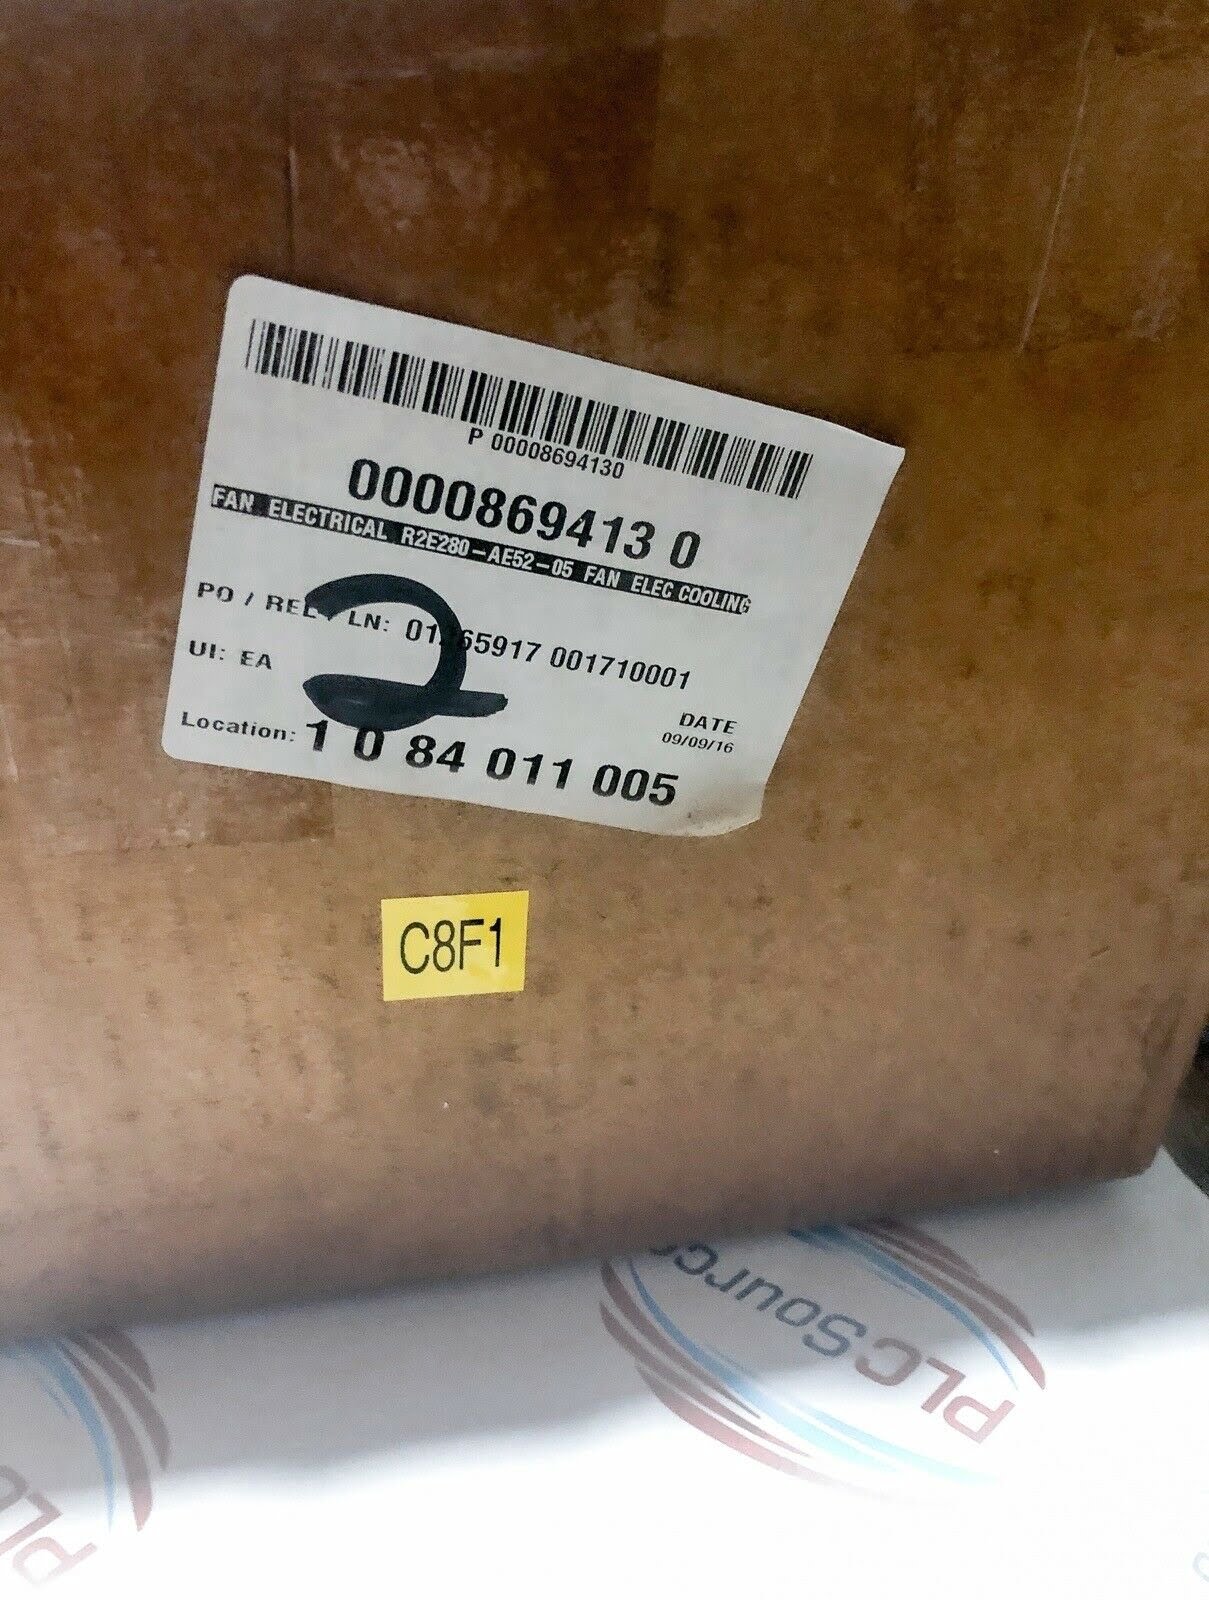 P 00008694130
0000869413 0
FAN ELECTRICAL R2E280-AE52-05 FAN ELEC COOLING
PO / REL / LN: 001710001
UI: EA
DATE
09/09/16
Location: 1 0 84 011 005
C8F1
PLCSource
PLC